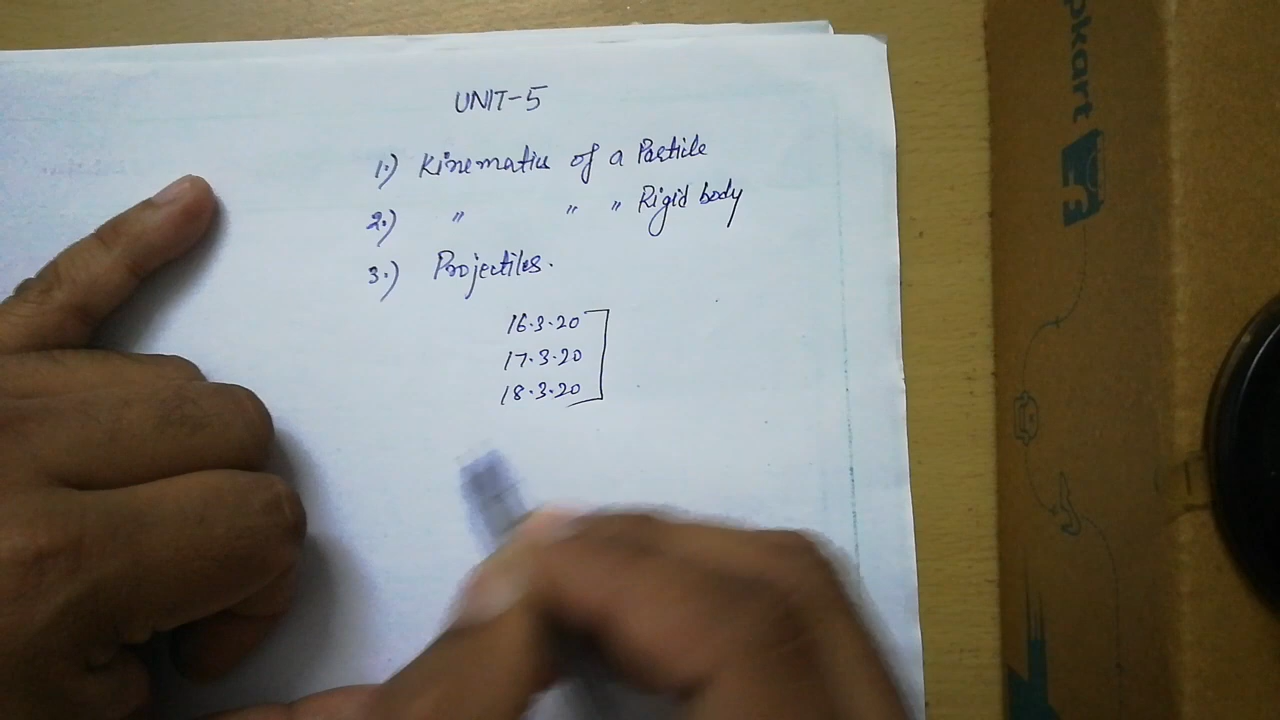 UNIT-5
1.) Kinematics of a Particle
2.) " " " Rigid body
3.) Projectiles.
16.3.20
17.3.20
18.3.20
pkart